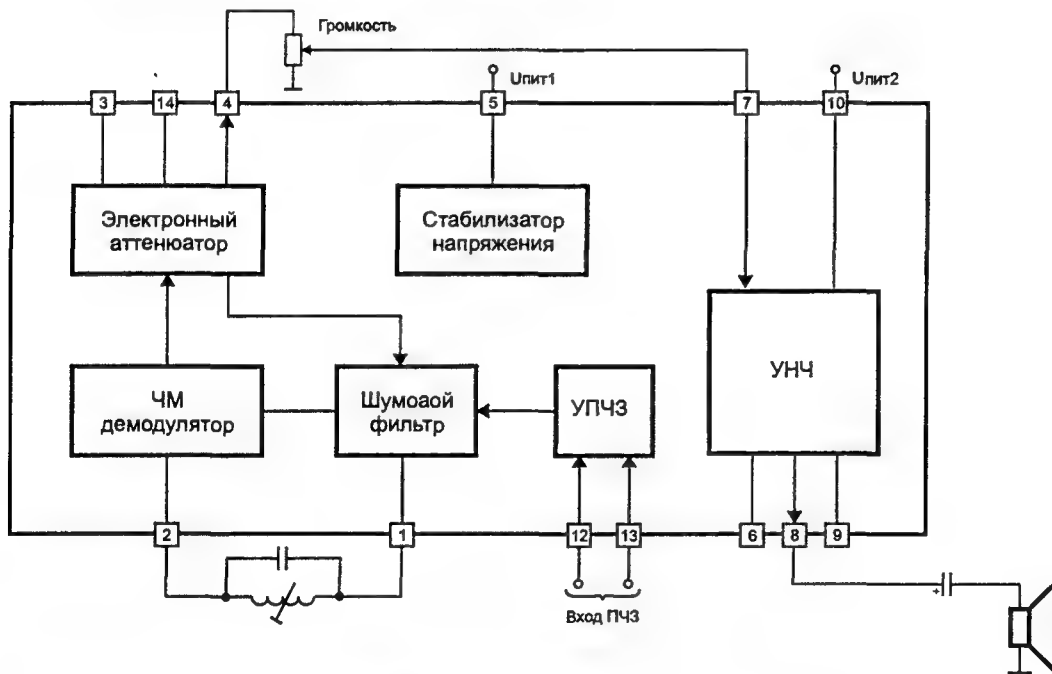 Громкость
Uпит1
Uпит2
3
14
4
5
7
10
Электронный
аттенюатор
Стабилизатор
напряжения
ЧМ
демодулятор
Шумоаой
фильтр
УПЧЗ
УНЧ
2
1
12
13
6
8
9
+
Вход ПЧЗ